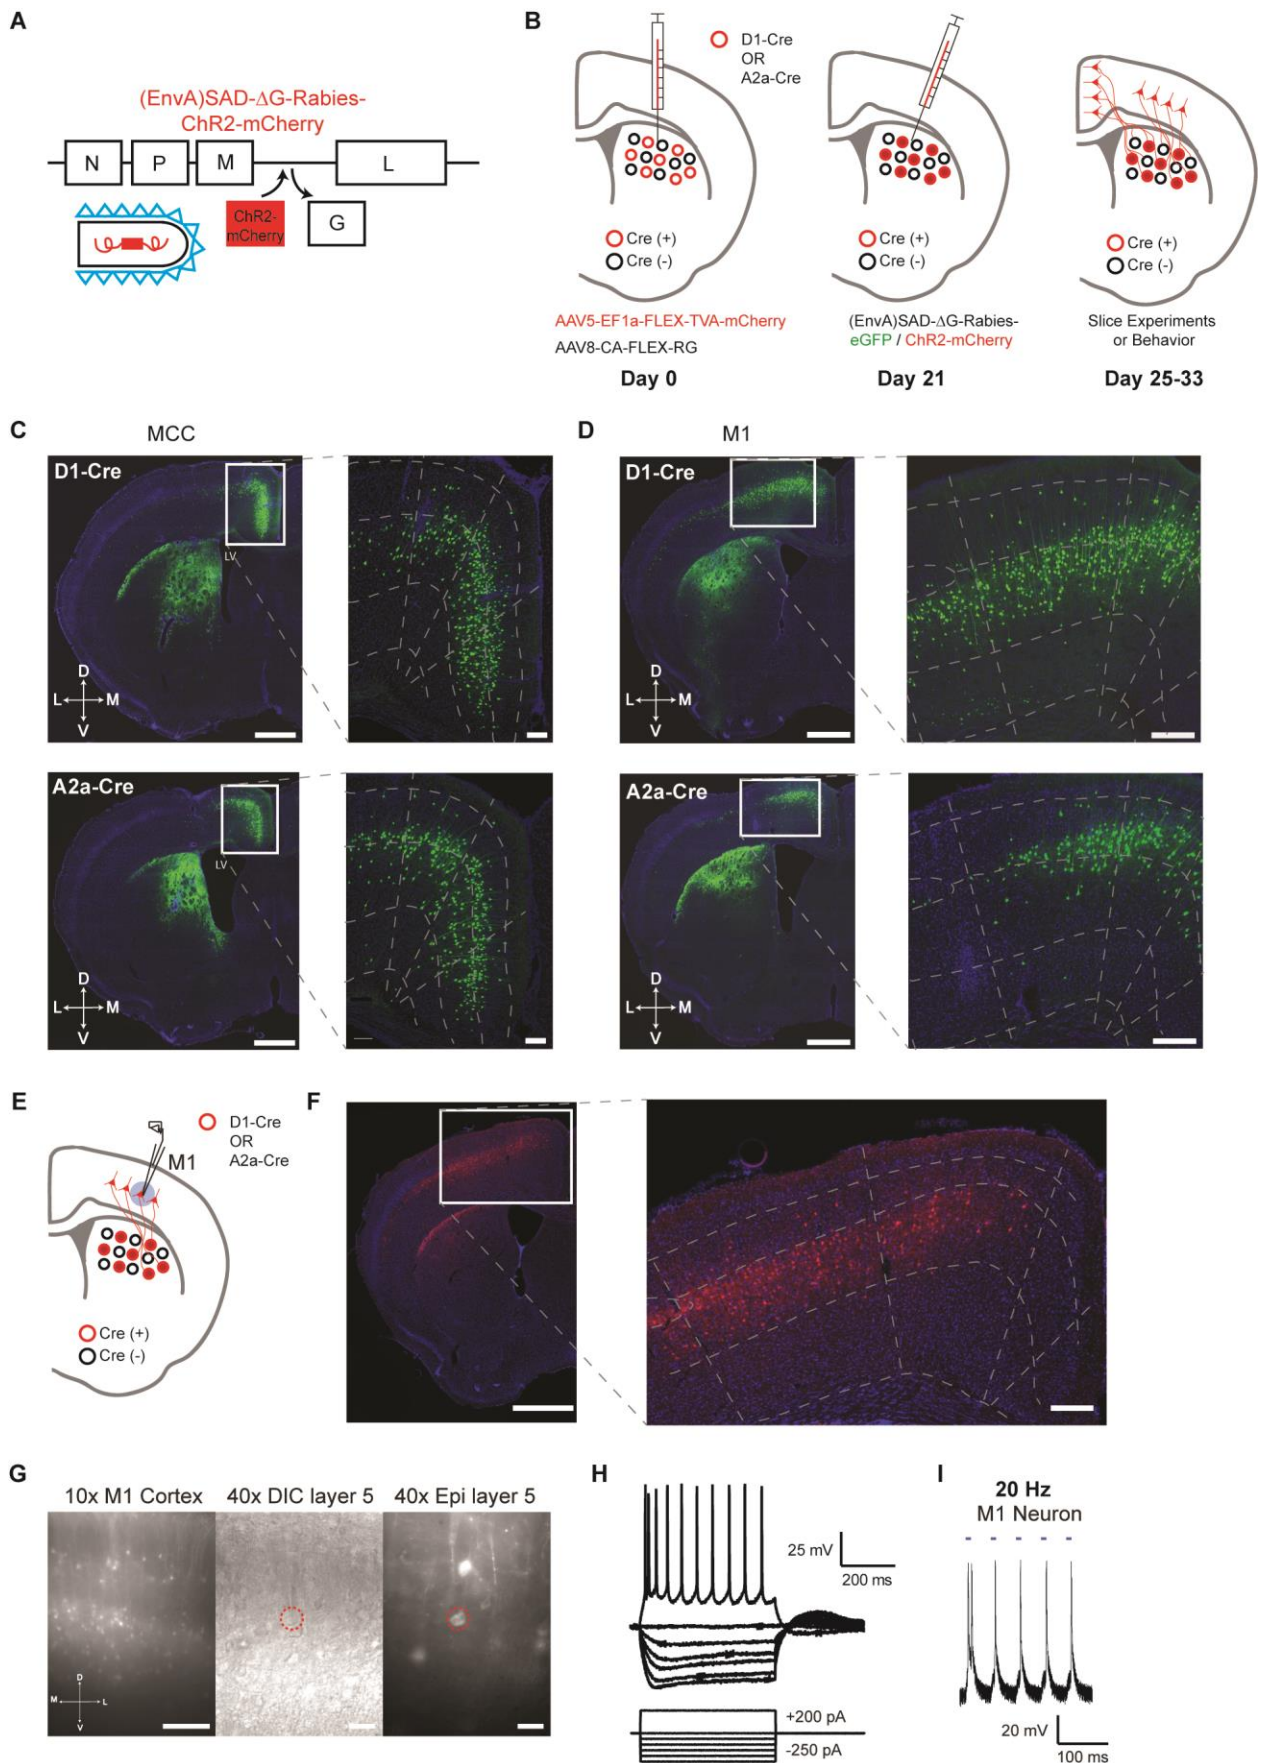 A
(EnvA)SAD-ΔG-Rabies-
ChR2-mCherry
N
P
M
L
ChR2-
mCherry
G
B
D1-Cre
OR
A2a-Cre
Cre (+)
Cre (-)
AAV5-EF1a-FLEX-TVA-mCherry
AAV8-CA-FLEX-RG
Day 0
Cre (+)
Cre (-)
(EnvA)SAD-ΔG-Rabies-
eGFP / ChR2-mCherry
Day 21
Cre (+)
Cre (-)
Slice Experiments
or Behavior
Day 25-33
C
MCC
D1-Cre
LV
D
L
M
V
A2a-Cre
LV
D
L
M
V
D
M1
D1-Cre
D
L
M
V
A2a-Cre
D
L
M
V
E
D1-Cre
OR
A2a-Cre
M1
Cre (+)
Cre (-)
F
G
10x M1 Cortex
40x DIC layer 5
40x Epi layer 5
D
M
L
V
H
25 mV
200 ms
+200 pA
-250 pA
I
20 Hz
M1 Neuron
20 mV
100 ms